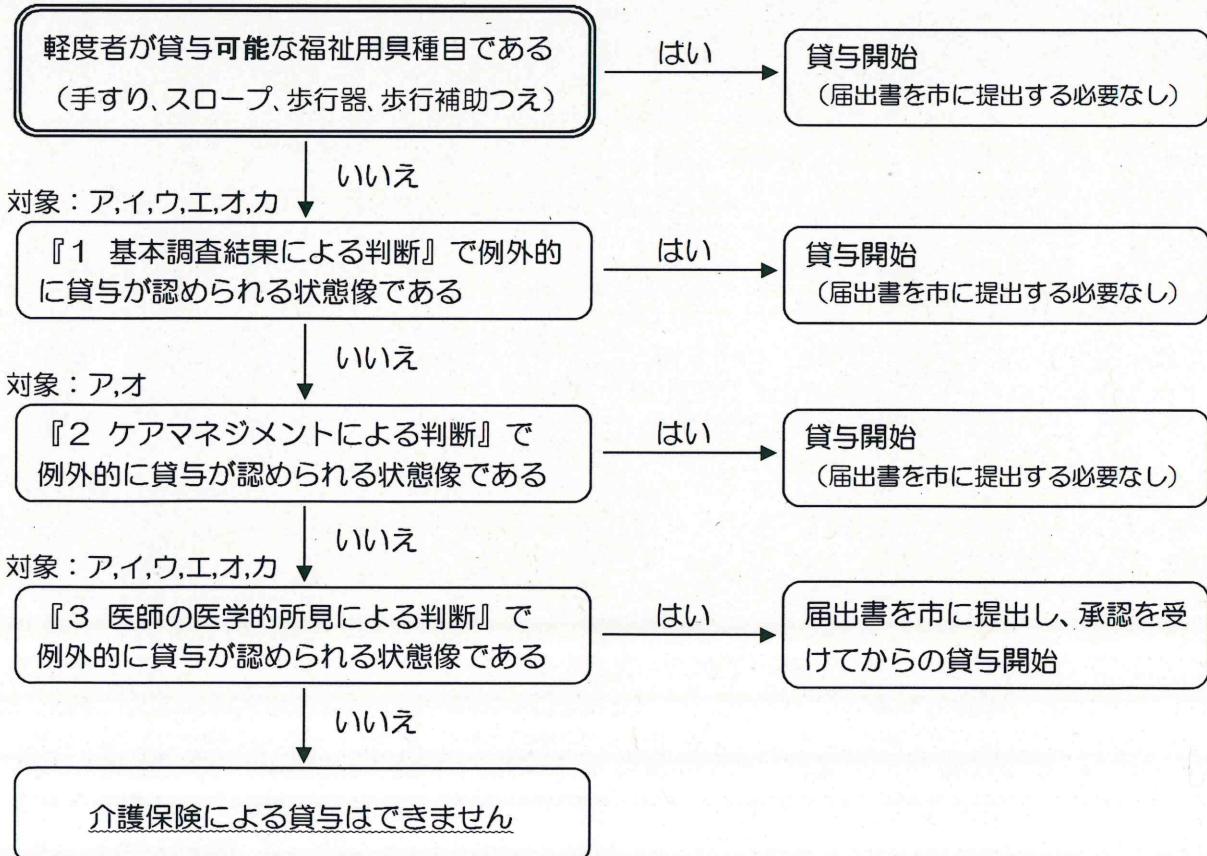 軽度者が貸与可能な福祉用具種目である
（手すり、スロープ、歩行器、歩行補助つえ）
はい
貸与開始
（届出書を市に提出する必要なし）
いいえ
対象：ア,イ,ウ,エ,オ,カ
『1 基本調査結果による判断』で例外的
に貸与が認められる状態像である
はい
貸与開始
（届出書を市に提出する必要なし）
いいえ
対象：ア,オ
『2 ケアマネジメントによる判断』で
例外的に貸与が認められる状態像である
はい
貸与開始
（届出書を市に提出する必要なし）
いいえ
対象：ア,イ,ウ,エ,オ,カ
『3 医師の医学的所見による判断』で
例外的に貸与が認められる状態像である
はい
届出書を市に提出し、承認を受
けてからの貸与開始
いいえ
介護保険による貸与はできません